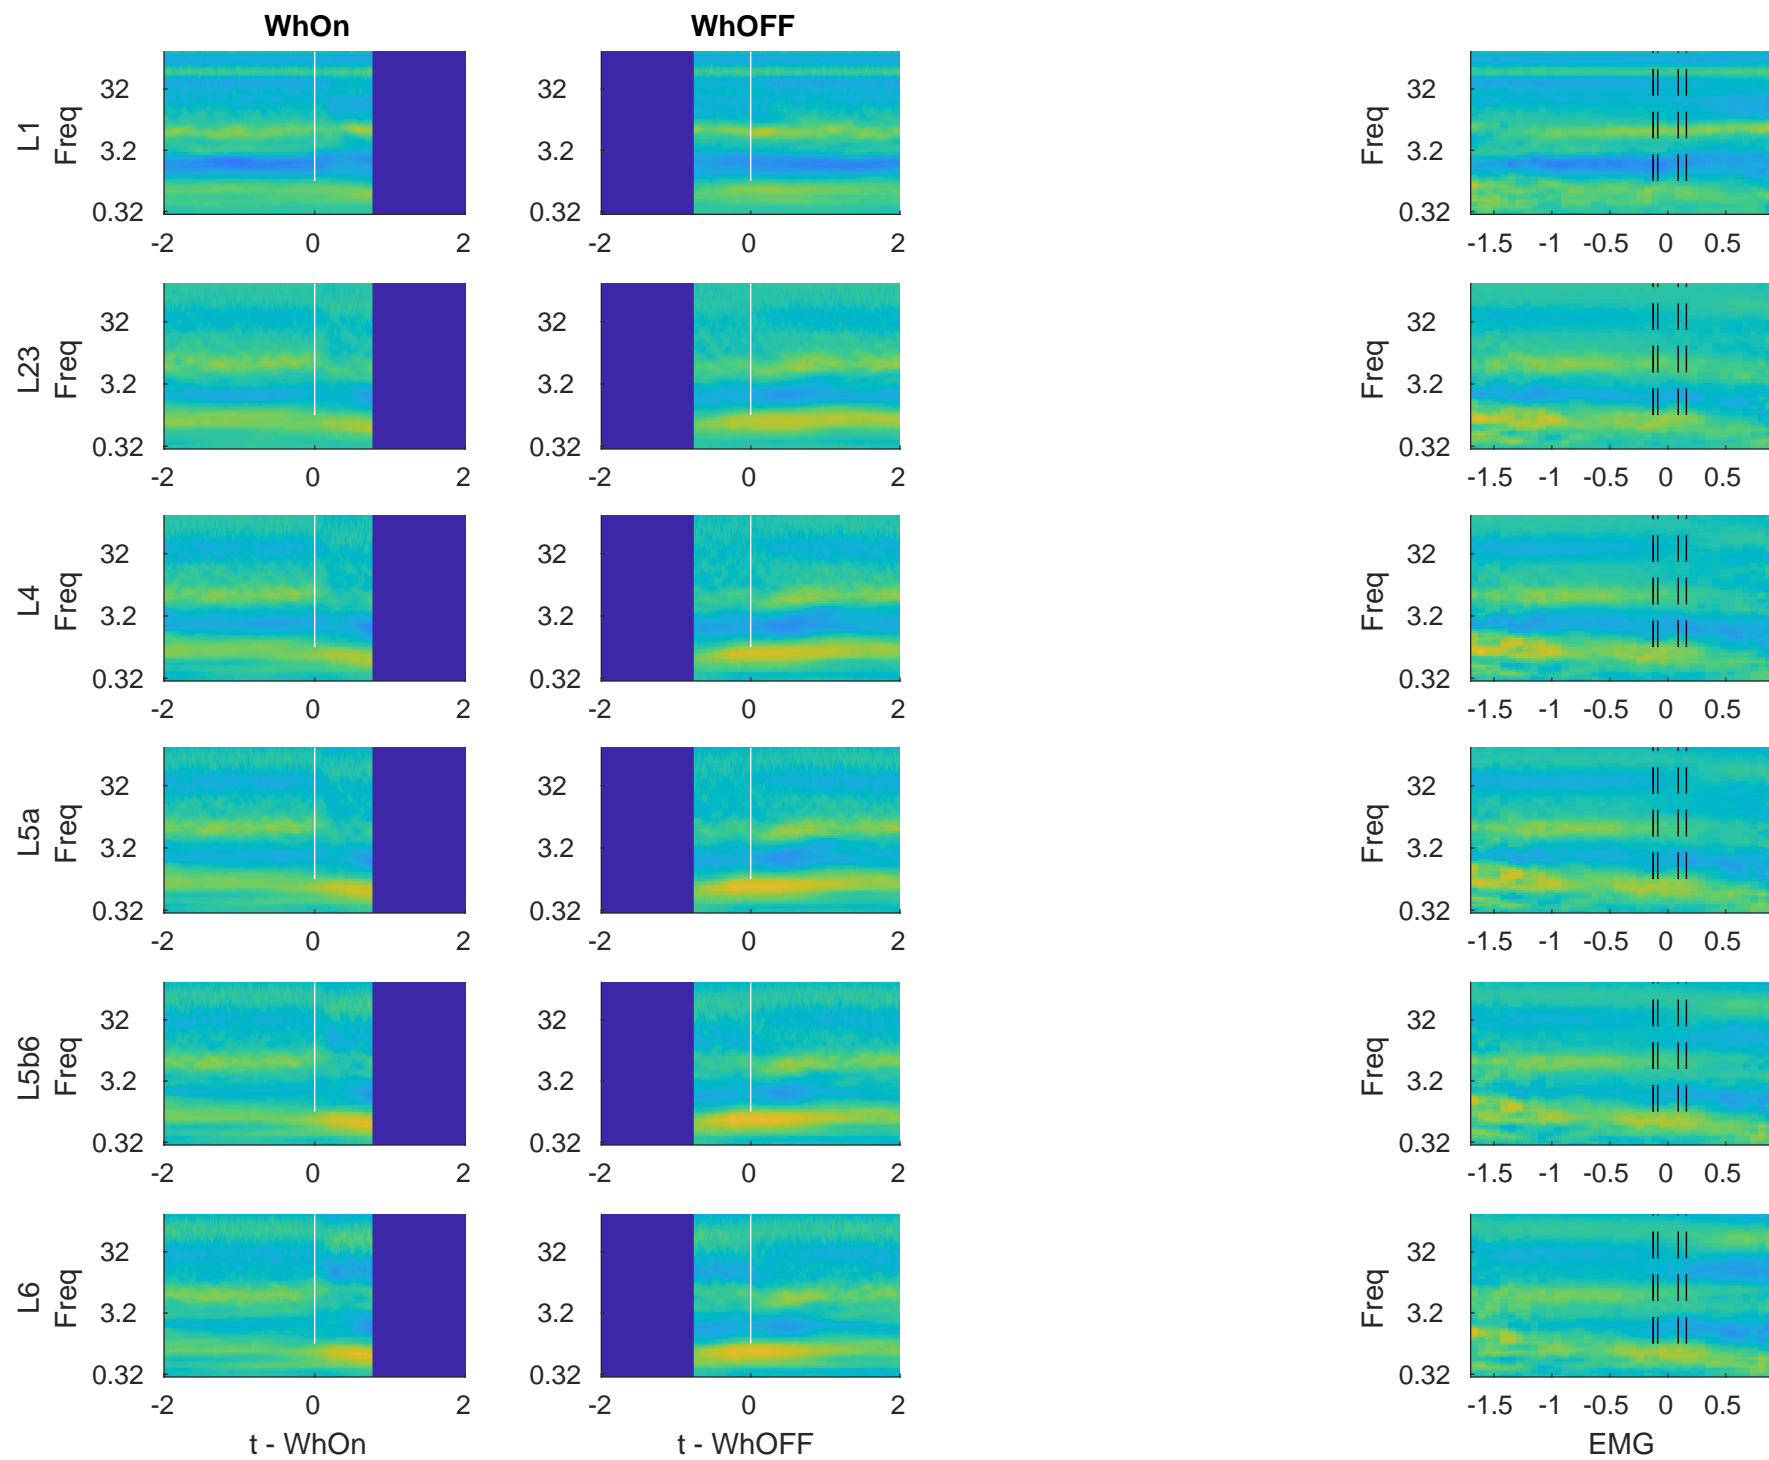 WhOn WhOFF
L1
Freq
32 32 Freq 32
3.2 3.2 3.2
0.32 0.32 0.32
-2 0 2 -2 0 2 -1.5 -1 -0.5 0 0.5
L23
Freq
32 32 Freq 32
3.2 3.2 3.2
0.32 0.32 0.32
-2 0 2 -2 0 2 -1.5 -1 -0.5 0 0.5
L4
Freq
32 32 Freq 32
3.2 3.2 3.2
0.32 0.32 0.32
-2 0 2 -2 0 2 -1.5 -1 -0.5 0 0.5
L5a
Freq
32 32 Freq 32
3.2 3.2 3.2
0.32 0.32 0.32
-2 0 2 -2 0 2 -1.5 -1 -0.5 0 0.5
L5b6
Freq
32 32 Freq 32
3.2 3.2 3.2
0.32 0.32 0.32
-2 0 2 -2 0 2 -1.5 -1 -0.5 0 0.5
L6
Freq
32 32 Freq 32
3.2 3.2 3.2
0.32 0.32 0.32
-2 0 2 -2 0 2 -1.5 -1 -0.5 0 0.5
t - WhOn t - WhOFF EMG